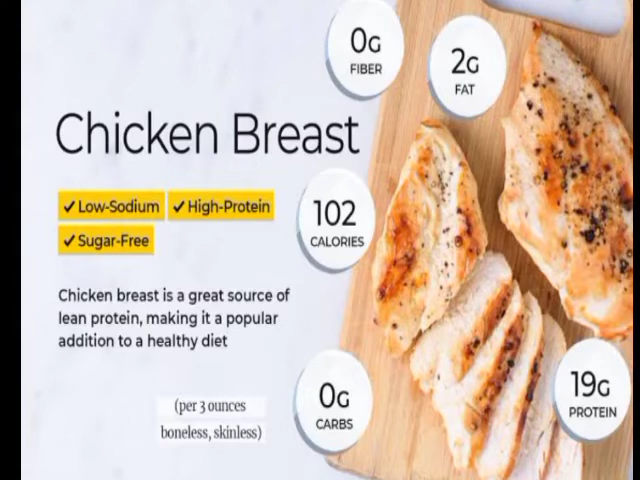 0G
FIBER
2G
FAT
Chicken Breast
✓ Low-Sodium ✓ High-Protein
✓ Sugar-Free
102
CALORIES
Chicken breast is a great source of
lean protein, making it a popular
addition to a healthy diet
0G
CARBS
19G
PROTEIN
(per 3 ounces
boneless, skinless)